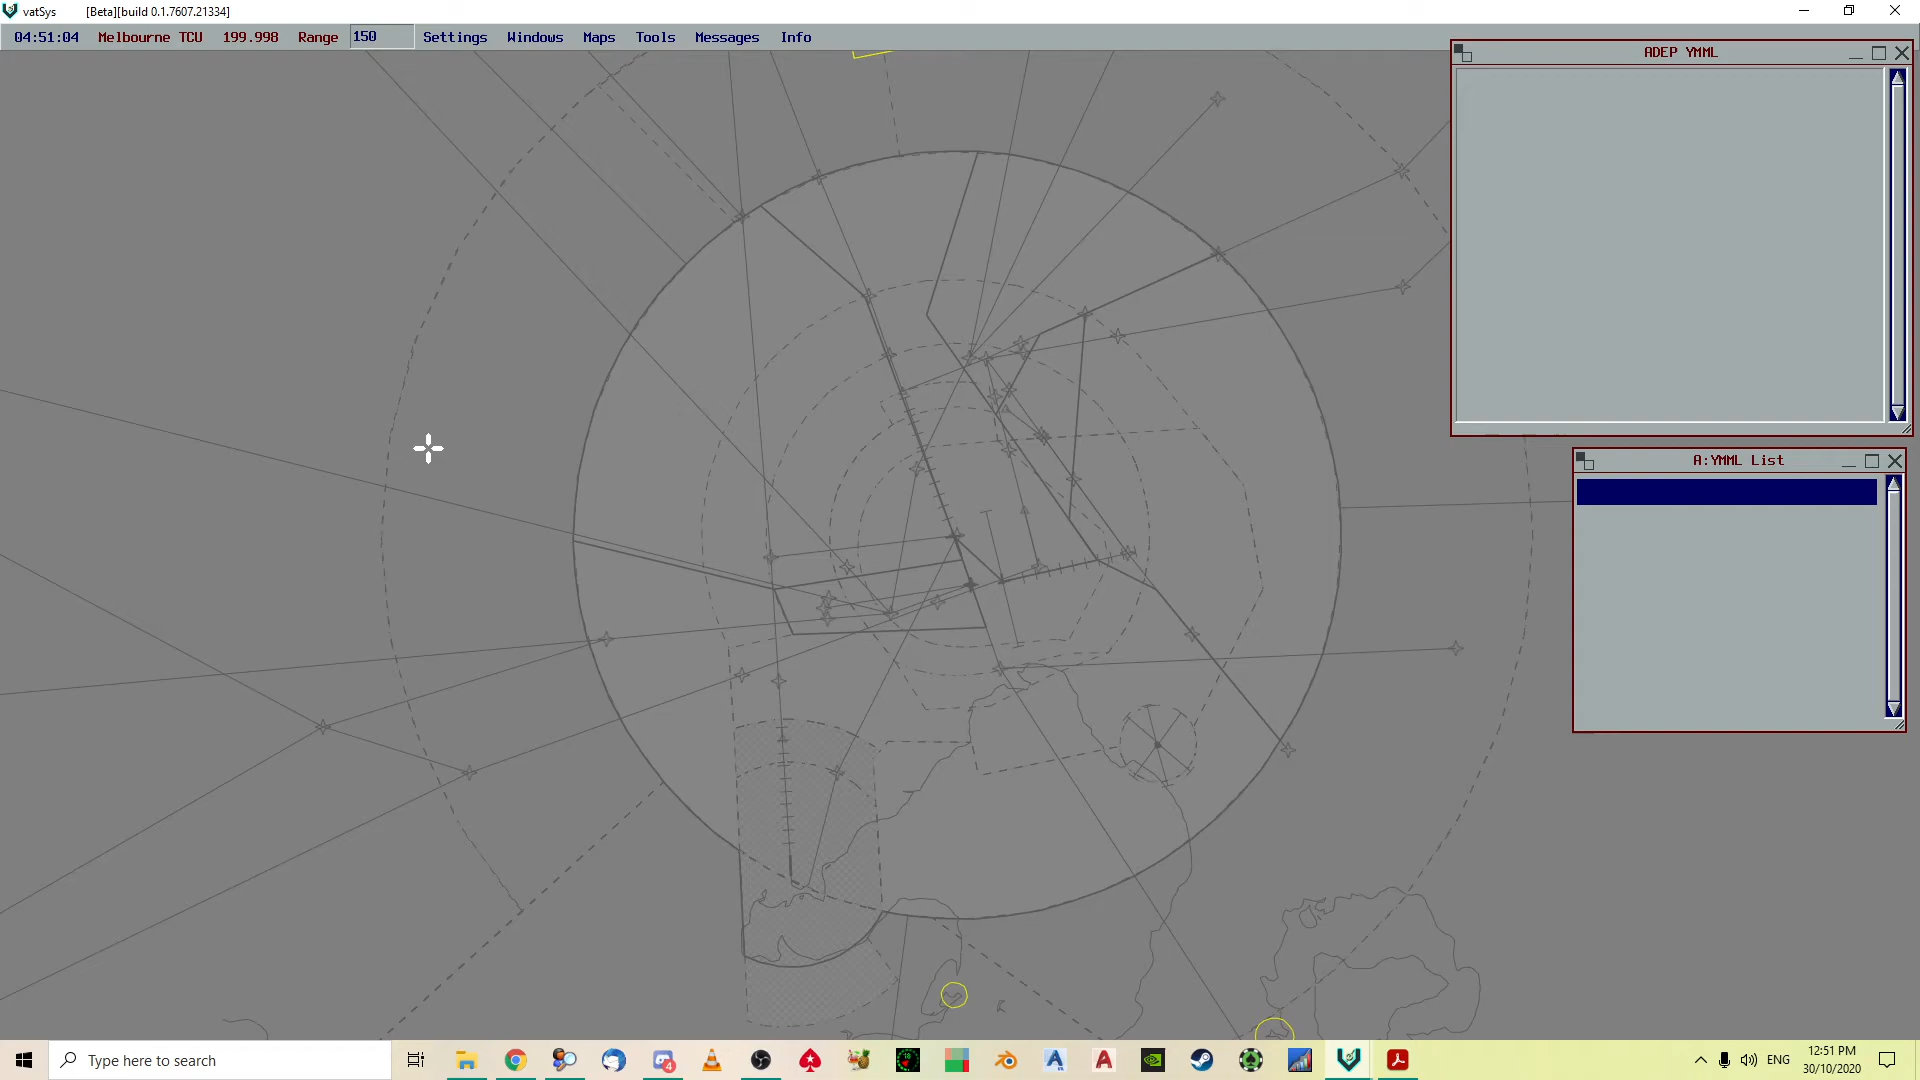 vatSys [Beta][build 0.1.7607.21334]
04:51:04 Melbourne TCU 199.998 Range 150 Settings Windows Maps Tools Messages Info
ADEP YMML
A:YMML List
Type here to search
4
ENG
12:51 PM
30/10/2020